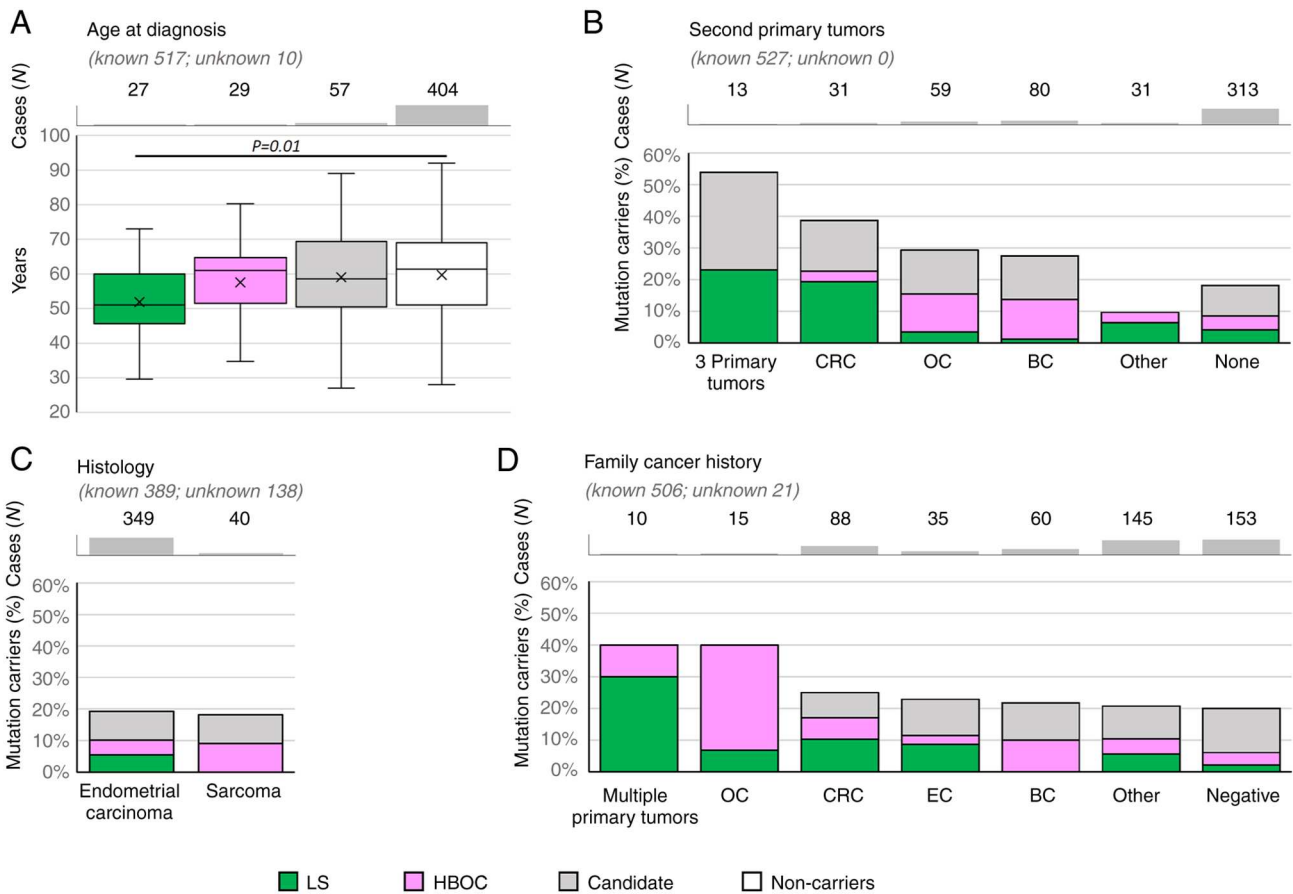 A
Age at diagnosis
(known 517; unknown 10)
Cases (N)
27 29 57 404
P=0.01
Years
100
90
80
70
60
50
40
30
20
B
Second primary tumors
(known 527; unknown 0)
Cases (N)
13 31 59 80 31 313
Mutation carriers (%)
60%
50%
40%
30%
20%
10%
0%
3 Primary tumors CRC OC BC Other None
C
Histology
(known 389; unknown 138)
Cases (N)
349 40
Mutation carriers (%)
60%
50%
40%
30%
20%
10%
0%
Endometrial carcinoma Sarcoma
D
Family cancer history
(known 506; unknown 21)
Cases (N)
10 15 88 35 60 145 153
Mutation carriers (%)
60%
50%
40%
30%
20%
10%
0%
Multiple primary tumors OC CRC EC BC Other Negative
LS HBOC Candidate Non-carriers